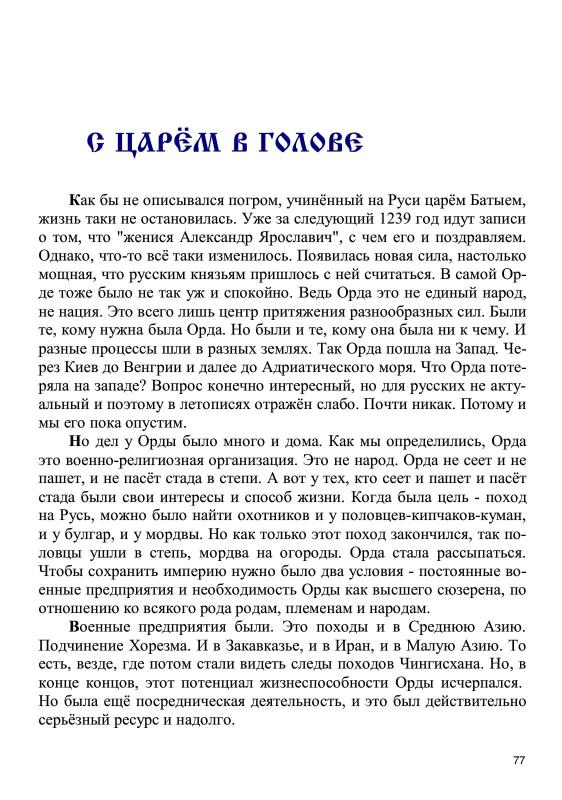 С ЦАРЁМ В ГОЛОВЕ
Как бы не описывался погром, учинённый на Руси царём Батыем,
жизнь таки не остановилась. Уже за следующий 1239 год идут записи
о том, что "женися Александр Ярославич", с чем его и поздравляем.
Однако, что-то всё таки изменилось. Появилась новая сила, настолько
мощная, что русским князьям пришлось с ней считаться. В самой Ор-
де тоже было не так уж и спокойно. Ведь Орда это не единый народ,
не нация. Это всего лишь центр притяжения разнообразных сил. Были
те, кому нужна была Орда. Но были и те, кому она была ни к чему. И
разные процессы шли в разных землях. Так Орда пошла на Запад. Че-
рез Киев до Венгрии и далее до Адриатического моря. Что Орда поте-
ряла на западе? Вопрос конечно интересный, но для русских не акту-
альный и поэтому в летописях отражён слабо. Почти никак. Потому и
мы его пока опустим.
Но дел у Орды было много и дома. Как мы определились, Орда
это военно-религиозная организация. Это не народ. Орда не сеет и не
пашет, и не пасёт стада в степи. А вот у тех, кто сеет и пашет и пасёт
стада были свои интересы и способ жизни. Когда была цель - поход
на Русь, можно было найти охотников и у половцев-кипчаков-куман,
и у булгар, и у мордвы. Но как только этот поход закончился, так по-
ловцы ушли в степь, мордва на огороды. Орда стала рассыпаться.
Чтобы сохранить империю нужно было два условия - постоянные во-
енные предприятия и необходимость Орды как высшего сюзерена, по
отношению ко всякого рода родам, племенам и народам.
Военные предприятия были. Это походы и в Среднюю Азию.
Подчинение Хорезма. И в Закавказье, и в Иран, и в Малую Азию. То
есть, везде, где потом стали видеть следы походов Чингисхана. Но, в
конце концов, этот потенциал жизнеспособности Орды исчерпался.
Но была ещё посредническая деятельность, и это был действительно
серьёзный ресурс и надолго.
77